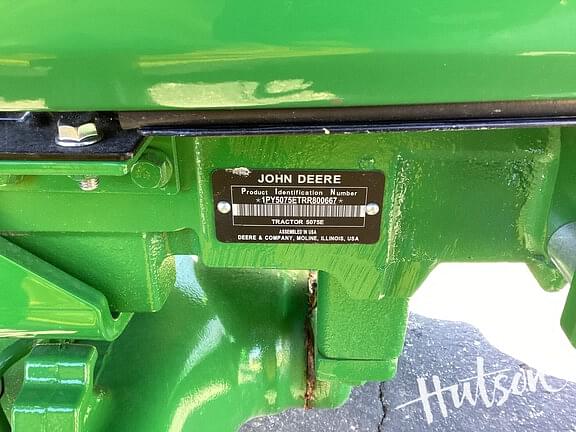 JOHN DEERE
Product Identification Number
*1PY5075ETRR800667*
TRACTOR 5075E
ASSEMBLED IN USA
DEERE & COMPANY, MOLINE, ILLINOIS, USA
Hutson